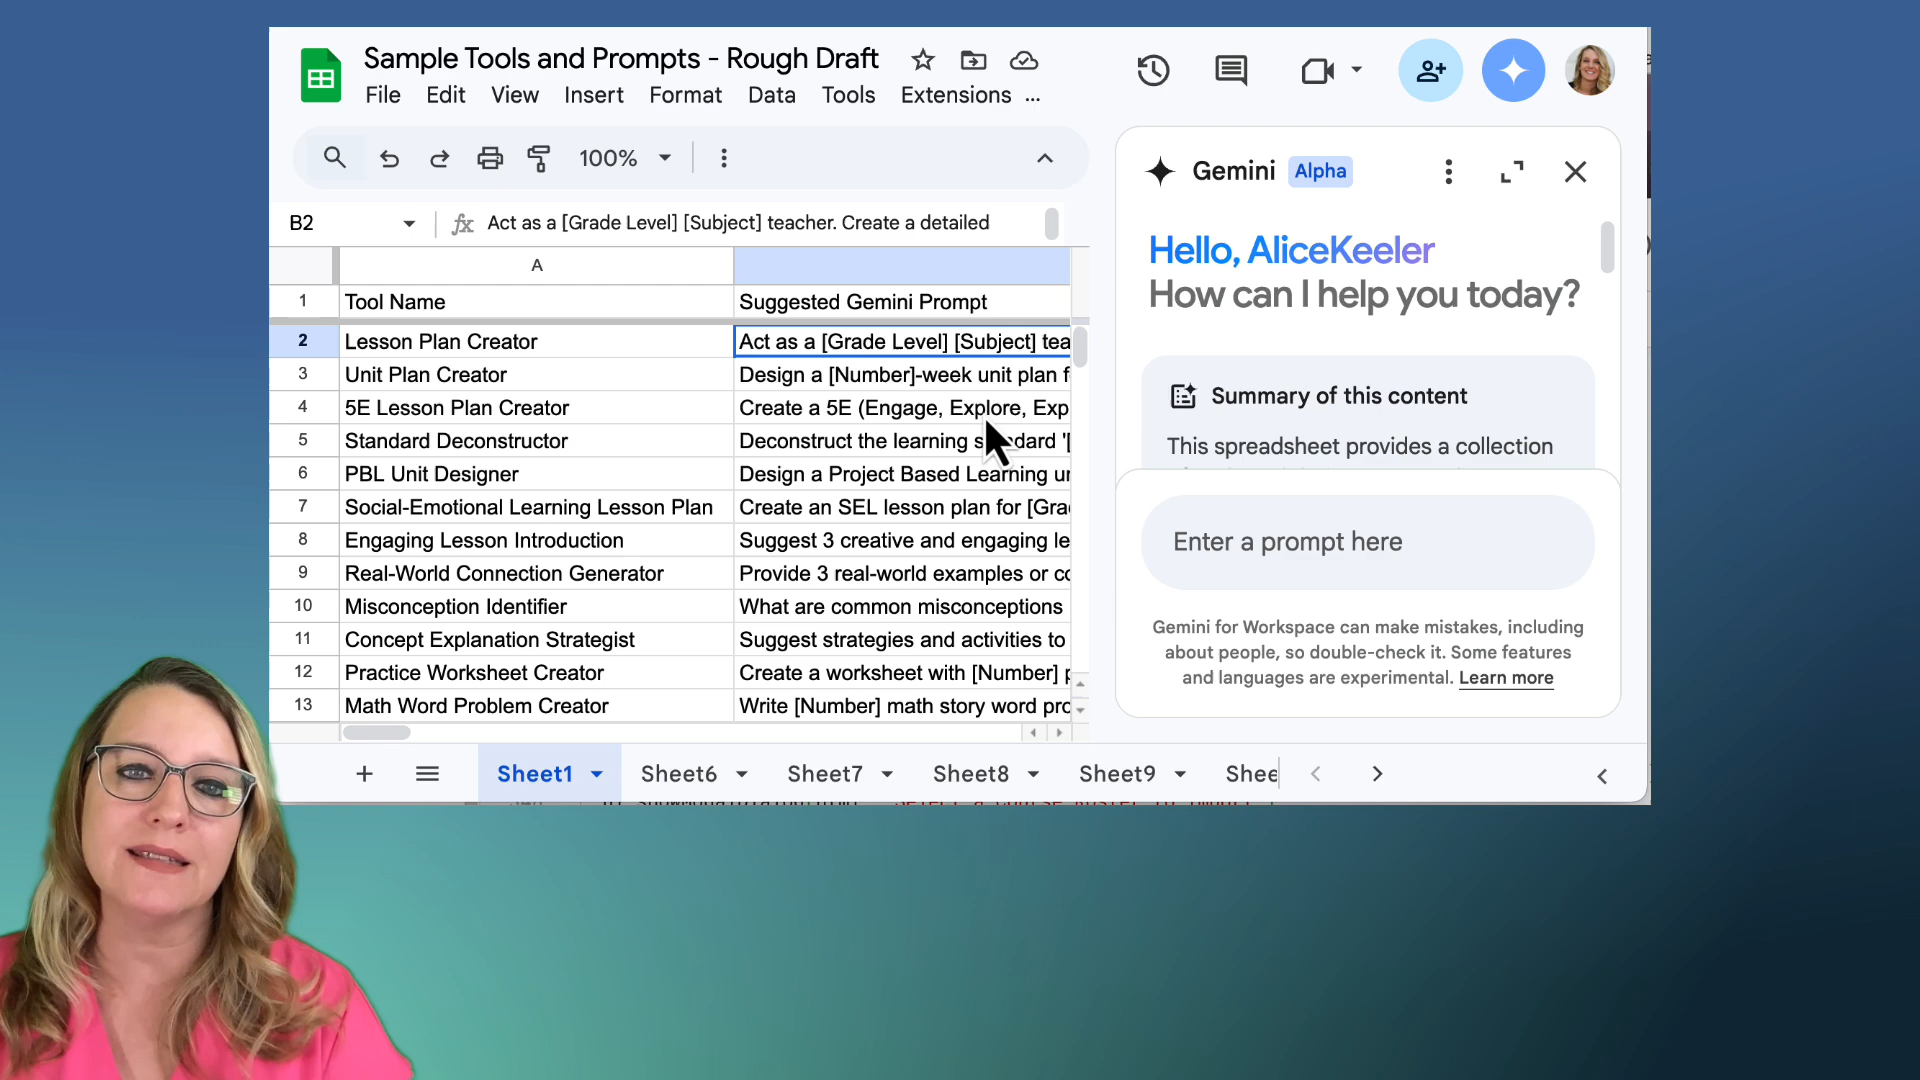 Sample Tools and Prompts - Rough Draft
File Edit View Insert Format Data Tools Extensions ...
100%
B2 fx Act as a [Grade Level] [Subject] teacher. Create a detailed
A
1 Tool Name Suggested Gemini Prompt
2 Lesson Plan Creator Act as a [Grade Level] [Subject] tea
3 Unit Plan Creator Design a [Number]-week unit plan f
4 5E Lesson Plan Creator Create a 5E (Engage, Explore, Exp
5 Standard Deconstructor Deconstruct the learning standard '[
6 PBL Unit Designer Design a Project Based Learning u
7 Social-Emotional Learning Lesson Plan Create an SEL lesson plan for [Gra
8 Engaging Lesson Introduction Suggest 3 creative and engaging le
9 Real-World Connection Generator Provide 3 real-world examples or co
10 Misconception Identifier What are common misconceptions
11 Concept Explanation Strategist Suggest strategies and activities to
12 Practice Worksheet Creator Create a worksheet with [Number] p
13 Math Word Problem Creator Write [Number] math story word pro
Sheet1 Sheet6 Sheet7 Sheet8 Sheet9 Shee
Gemini Alpha
Hello, AliceKeeler
How can I help you today?
Summary of this content
This spreadsheet provides a collection
Enter a prompt here
Gemini for Workspace can make mistakes, including
about people, so double-check it. Some features
and languages are experimental. Learn more